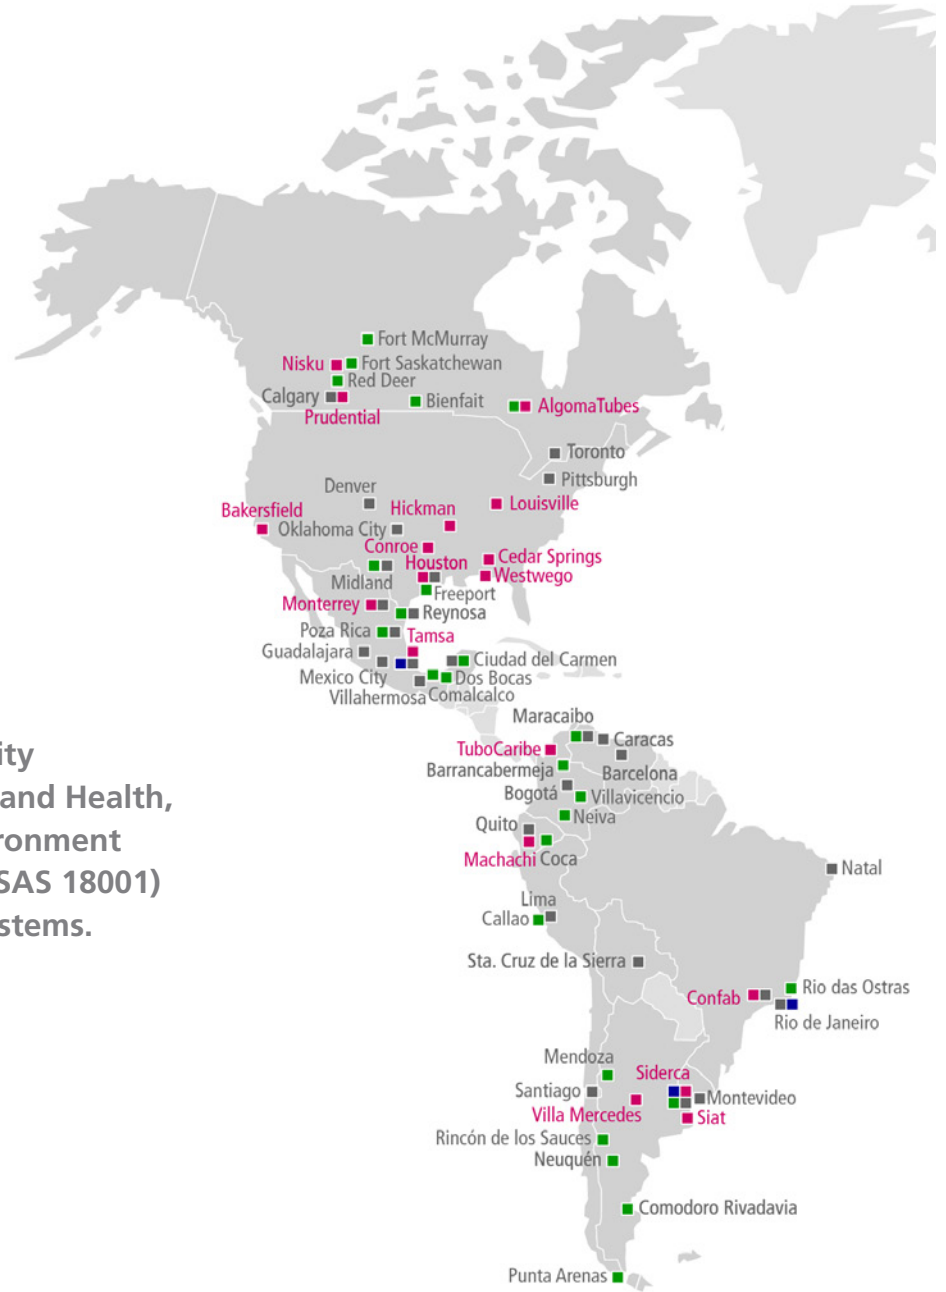 Fort McMurray
Nisku
Fort Saskatchewan
Red Deer
Calgary
Prudential
Bienfait
AlgomaTubes
Toronto
Pittsburgh
Denver
Louisville
Bakersfield
Hickman
Oklahoma City
Conroe
Cedar Springs
Houston
Westwego
Midland
Freeport
Monterrey
Reynosa
Poza Rica
Tamsa
Guadalajara
Ciudad del Carmen
Mexico City
Dos Bocas
Villahermosa
Comalcalco
Maracaibo
Caracas
TuboCaribe
Barrancabermeja
Barcelona
Bogotá
Villavicencio
Neiva
Quito
Machachi
Coca
ity
and Health,
ronment
SAS 18001)
stems.
Natal
Lima
Callao
Sta. Cruz de la Sierra
Confab
Rio das Ostras
Rio de Janeiro
Mendoza
Siderca
Santiago
Montevideo
Villa Mercedes
Siat
Rincón de los Sauces
Neuquén
Comodoro Rivadavia
Punta Arenas